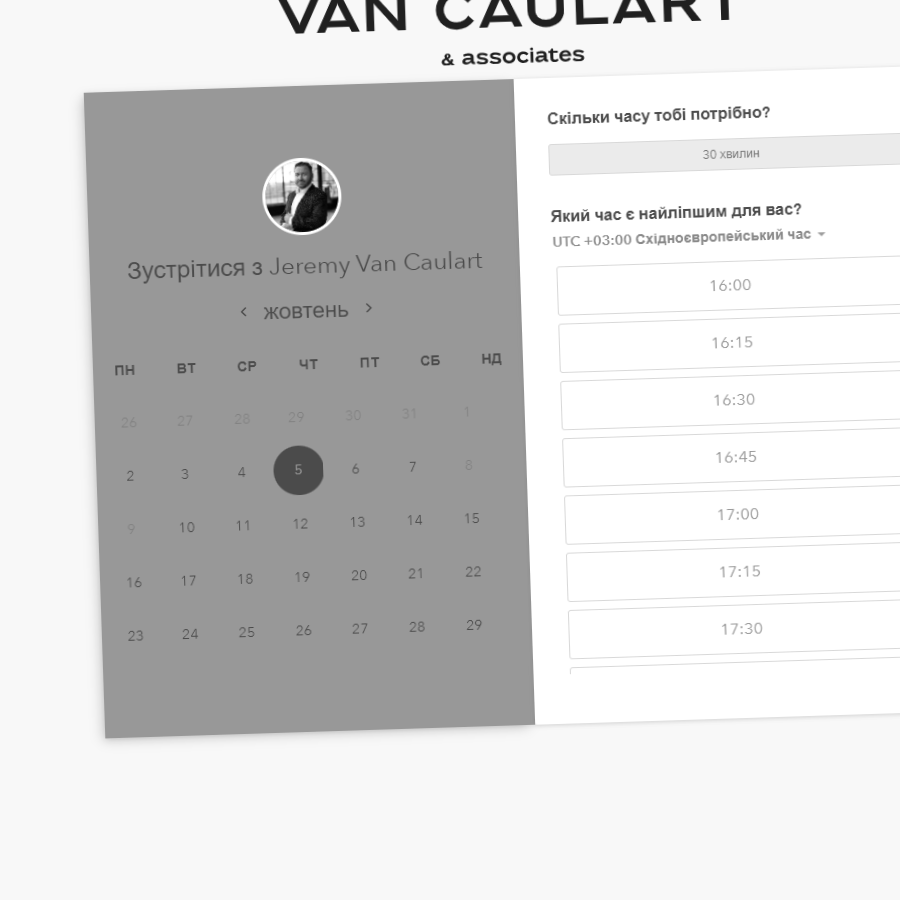 VAN CAULART
& associates
Зустрітися з Jeremy Van Caulart
‹ жовтень ›
ПН ВТ СР ЧТ ПТ СБ НД
26 27 28 29 30 31 1
2 3 4 5 6 7 8
9 10 11 12 13 14 15
16 17 18 19 20 21 22
23 24 25 26 27 28 29
Скільки часу тобі потрібно?
30 хвилин
Який час є найліпшим для вас?
UTC +03:00 Східноєвропейський час
16:00
16:15
16:30
16:45
17:00
17:15
17:30